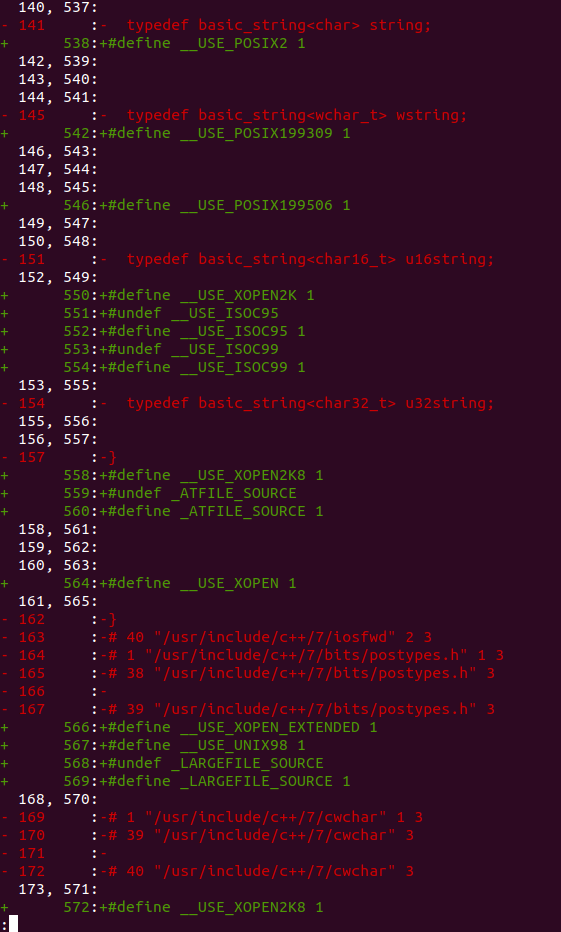 140, 537:
- 141     :-  typedef basic_string<char> string;
+      538:+#define __USE_POSIX2 1
142, 539:
143, 540:
144, 541:
- 145     :-  typedef basic_string<wchar_t> wstring;
+      542:+#define __USE_POSIX199309 1
146, 543:
147, 544:
148, 545:
+      546:+#define __USE_POSIX199506 1
149, 547:
150, 548:
- 151     :-  typedef basic_string<char16_t> u16string;
152, 549:
+      550:+#define __USE_XOPEN2K 1
+      551:+#undef __USE_ISOC95
+      552:+#define __USE_ISOC95 1
+      553:+#undef __USE_ISOC99
+      554:+#define __USE_ISOC99 1
153, 555:
- 154     :-  typedef basic_string<char32_t> u32string;
155, 556:
156, 557:
- 157     :-}
+      558:+#define __USE_XOPEN2K8 1
+      559:+#undef _ATFILE_SOURCE
+      560:+#define _ATFILE_SOURCE 1
158, 561:
159, 562:
160, 563:
+      564:+#define __USE_XOPEN 1
161, 565:
- 162     :-}
- 163     :-# 40 "/usr/include/c++/7/iosfwd" 2 3
- 164     :-# 1 "/usr/include/c++/7/bits/postypes.h" 1 3
- 165     :-# 38 "/usr/include/c++/7/bits/postypes.h" 3
- 166     :-
- 167     :-# 39 "/usr/include/c++/7/bits/postypes.h" 3
+      566:+#define __USE_XOPEN_EXTENDED 1
+      567:+#define __USE_UNIX98 1
+      568:+#undef _LARGEFILE_SOURCE
+      569:+#define _LARGEFILE_SOURCE 1
168, 570:
- 169     :-# 1 "/usr/include/c++/7/cwchar" 1 3
- 170     :-# 39 "/usr/include/c++/7/cwchar" 3
- 171     :-
- 172     :-# 40 "/usr/include/c++/7/cwchar" 3
173, 571:
+      572:+#define __USE_XOPEN2K8 1
: